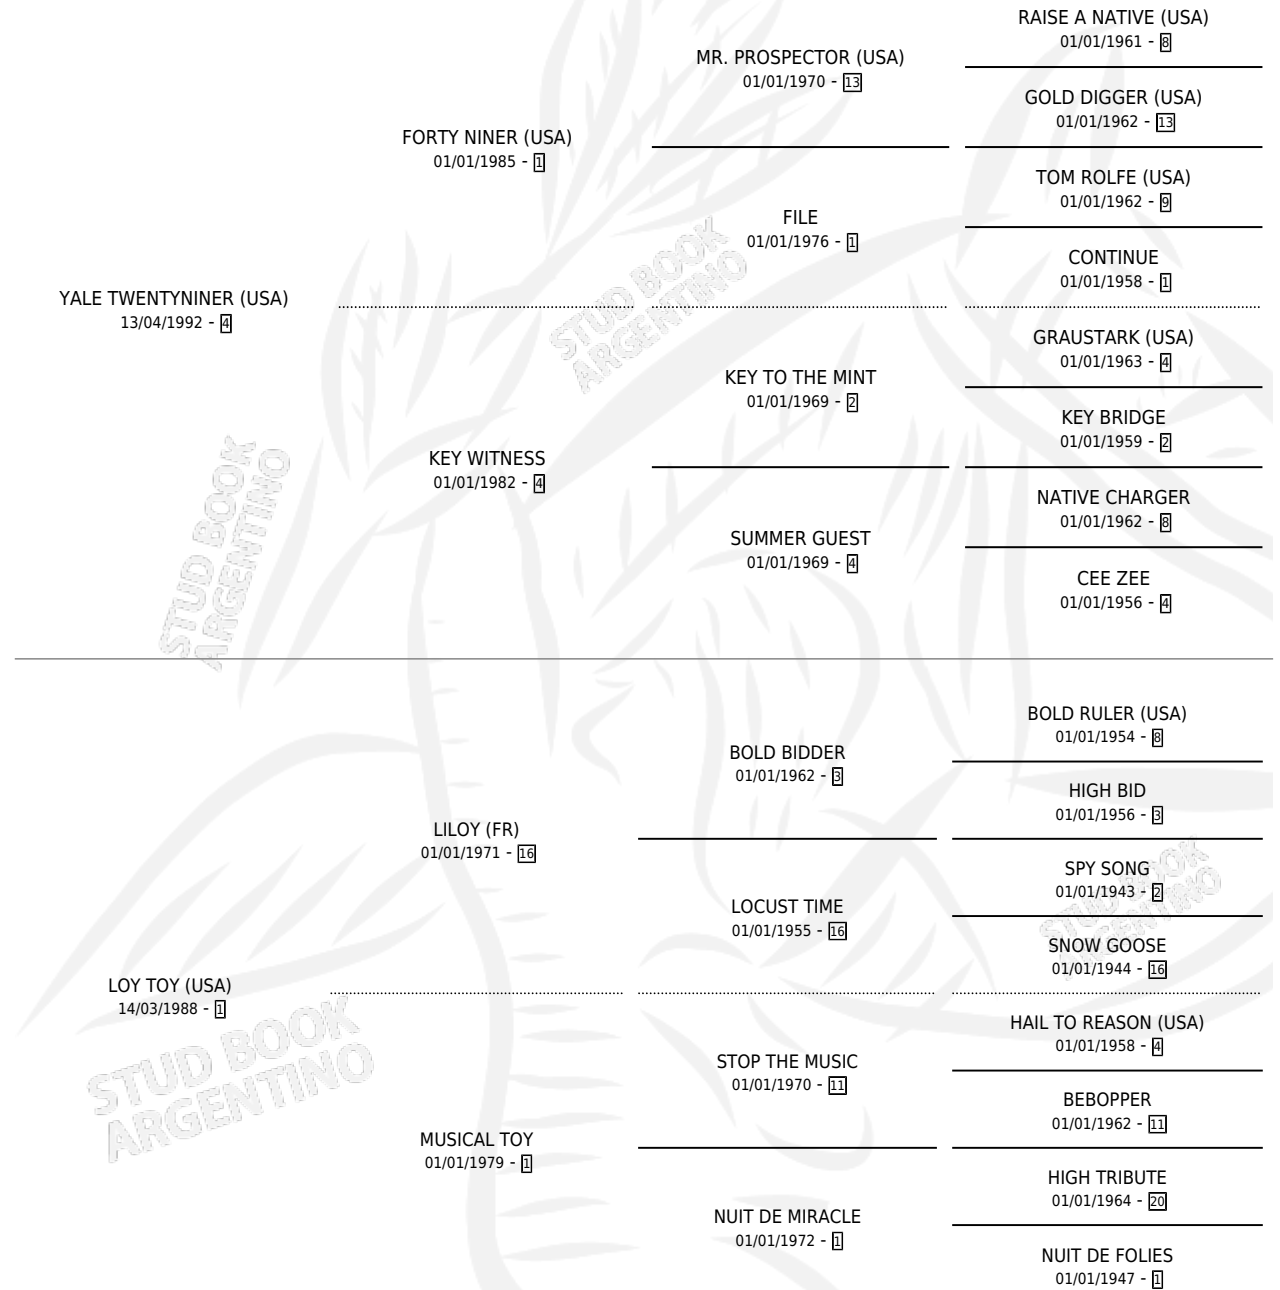 RAISE A NATIVE (USA)
01/01/1961 - 8
MR. PROSPECTOR (USA)
01/01/1970 - 13
GOLD DIGGER (USA)
01/01/1962 - 13
FORTY NINER (USA)
01/01/1985 - 1
TOM ROLFE (USA)
01/01/1962 - 9
FILE
01/01/1976 - 1
CONTINUE
01/01/1958 - 1
YALE TWENTYNINER (USA)
13/04/1992 - 4
GRAUSTARK (USA)
01/01/1963 - 4
KEY TO THE MINT
01/01/1969 - 2
KEY BRIDGE
01/01/1959 - 2
KEY WITNESS
01/01/1982 - 4
NATIVE CHARGER
01/01/1962 - 8
SUMMER GUEST
01/01/1969 - 4
CEE ZEE
01/01/1956 - 4
BOLD RULER (USA)
01/01/1954 - 8
BOLD BIDDER
01/01/1962 - 3
HIGH BID
01/01/1956 - 3
LILOY (FR)
01/01/1971 - 16
SPY SONG
01/01/1943 - 2
LOCUST TIME
01/01/1955 - 16
SNOW GOOSE
01/01/1944 - 16
LOY TOY (USA)
14/03/1988 - 1
HAIL TO REASON (USA)
01/01/1958 - 4
STOP THE MUSIC
01/01/1970 - 11
BEBOPPER
01/01/1962 - 11
MUSICAL TOY
01/01/1979 - 1
HIGH TRIBUTE
01/01/1964 - 20
NUIT DE MIRACLE
01/01/1972 - 1
NUIT DE FOLIES
01/01/1947 - 1
STUD BOOK
ARGENTINO
STUD BOOK
ARGENTINO
STUD BOOK
ARGENTINO
STUD BOOK
ARGENTINO